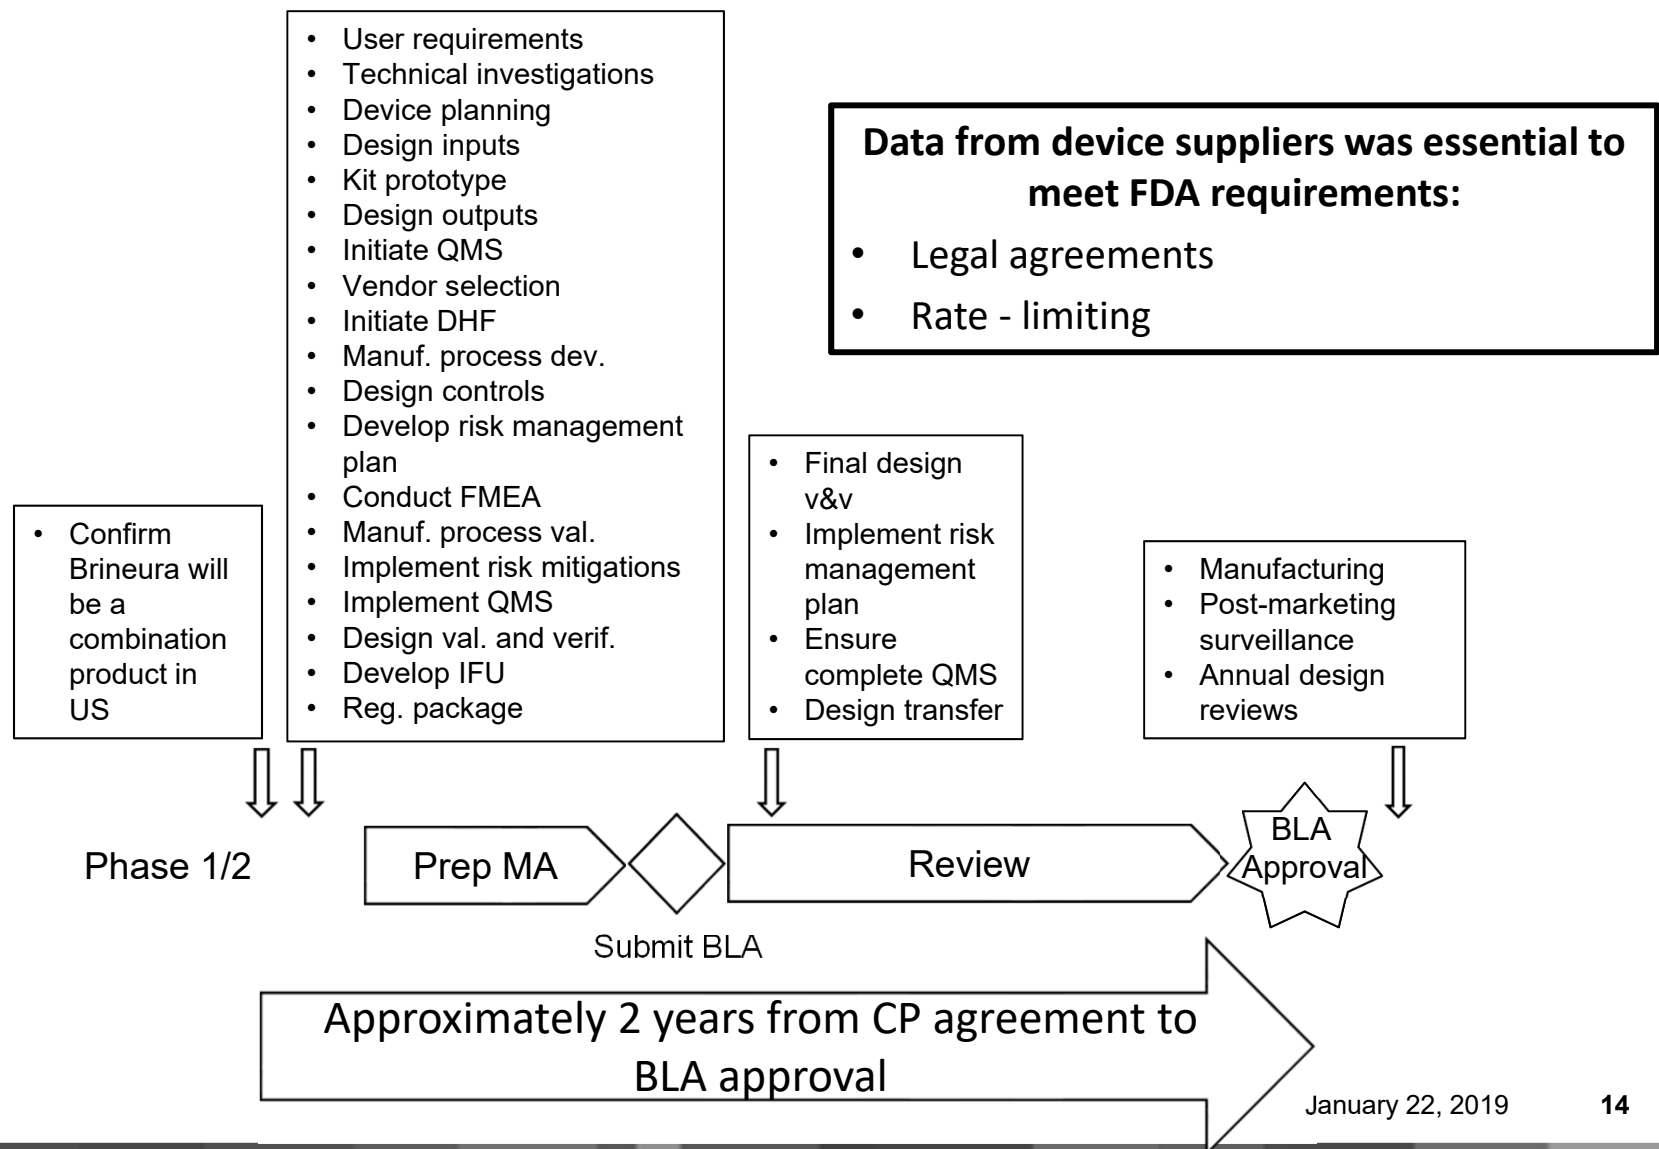 • User requirements
• Technical investigations
• Device planning
• Design inputs
• Kit prototype
• Design outputs
• Initiate QMS
• Vendor selection
• Initiate DHF
• Manuf. process dev.
• Design controls
• Develop risk management
plan
• Conduct FMEA
• Manuf. process val.
• Implement risk mitigations
• Implement QMS
• Design val. and verif.
• Develop IFU
• Reg. package
Data from device suppliers was essential to
meet FDA requirements:
• Legal agreements
• Rate - limiting
• Confirm
Brineura will
be a
combination
product in
US
• Final design
v&v
• Implement risk
management
plan
• Ensure
complete QMS
• Design transfer
• Manufacturing
• Post-marketing
surveillance
• Annual design
reviews
Phase 1/2
Prep MA
Submit BLA
Review
BLA
Approval
Approximately 2 years from CP agreement to
BLA approval
January 22, 2019
14